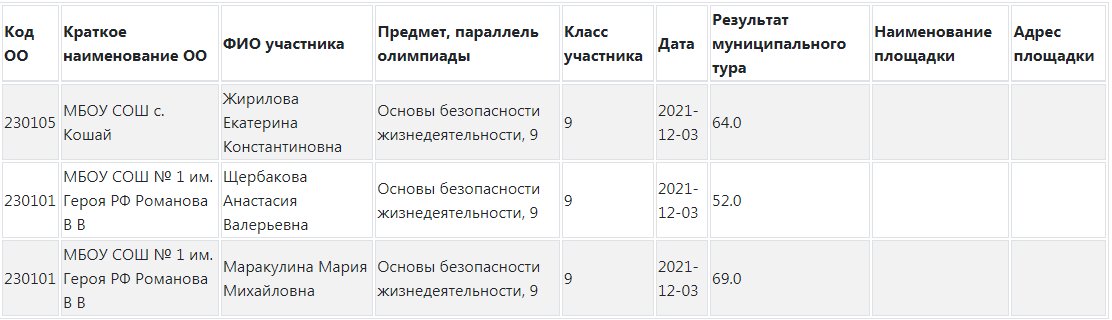 Код ОО
Краткое наименование ОО
ФИО участника
Предмет, параллель олимпиады
Класс участника
Дата
Результат муниципального тура
Наименование площадки
Адрес площадки
230105
МБОУ СОШ с. Кошай
Жирилова Екатерина Константиновна
Основы безопасности жизнедеятельности, 9
9
2021-12-03
64.0
230101
МБОУ СОШ № 1 им. Героя РФ Романова В В
Щербакова Анастасия Валерьевна
Основы безопасности жизнедеятельности, 9
9
2021-12-03
52.0
230101
МБОУ СОШ № 1 им. Героя РФ Романова В В
Маракулина Мария Михайловна
Основы безопасности жизнедеятельности, 9
9
2021-12-03
69.0